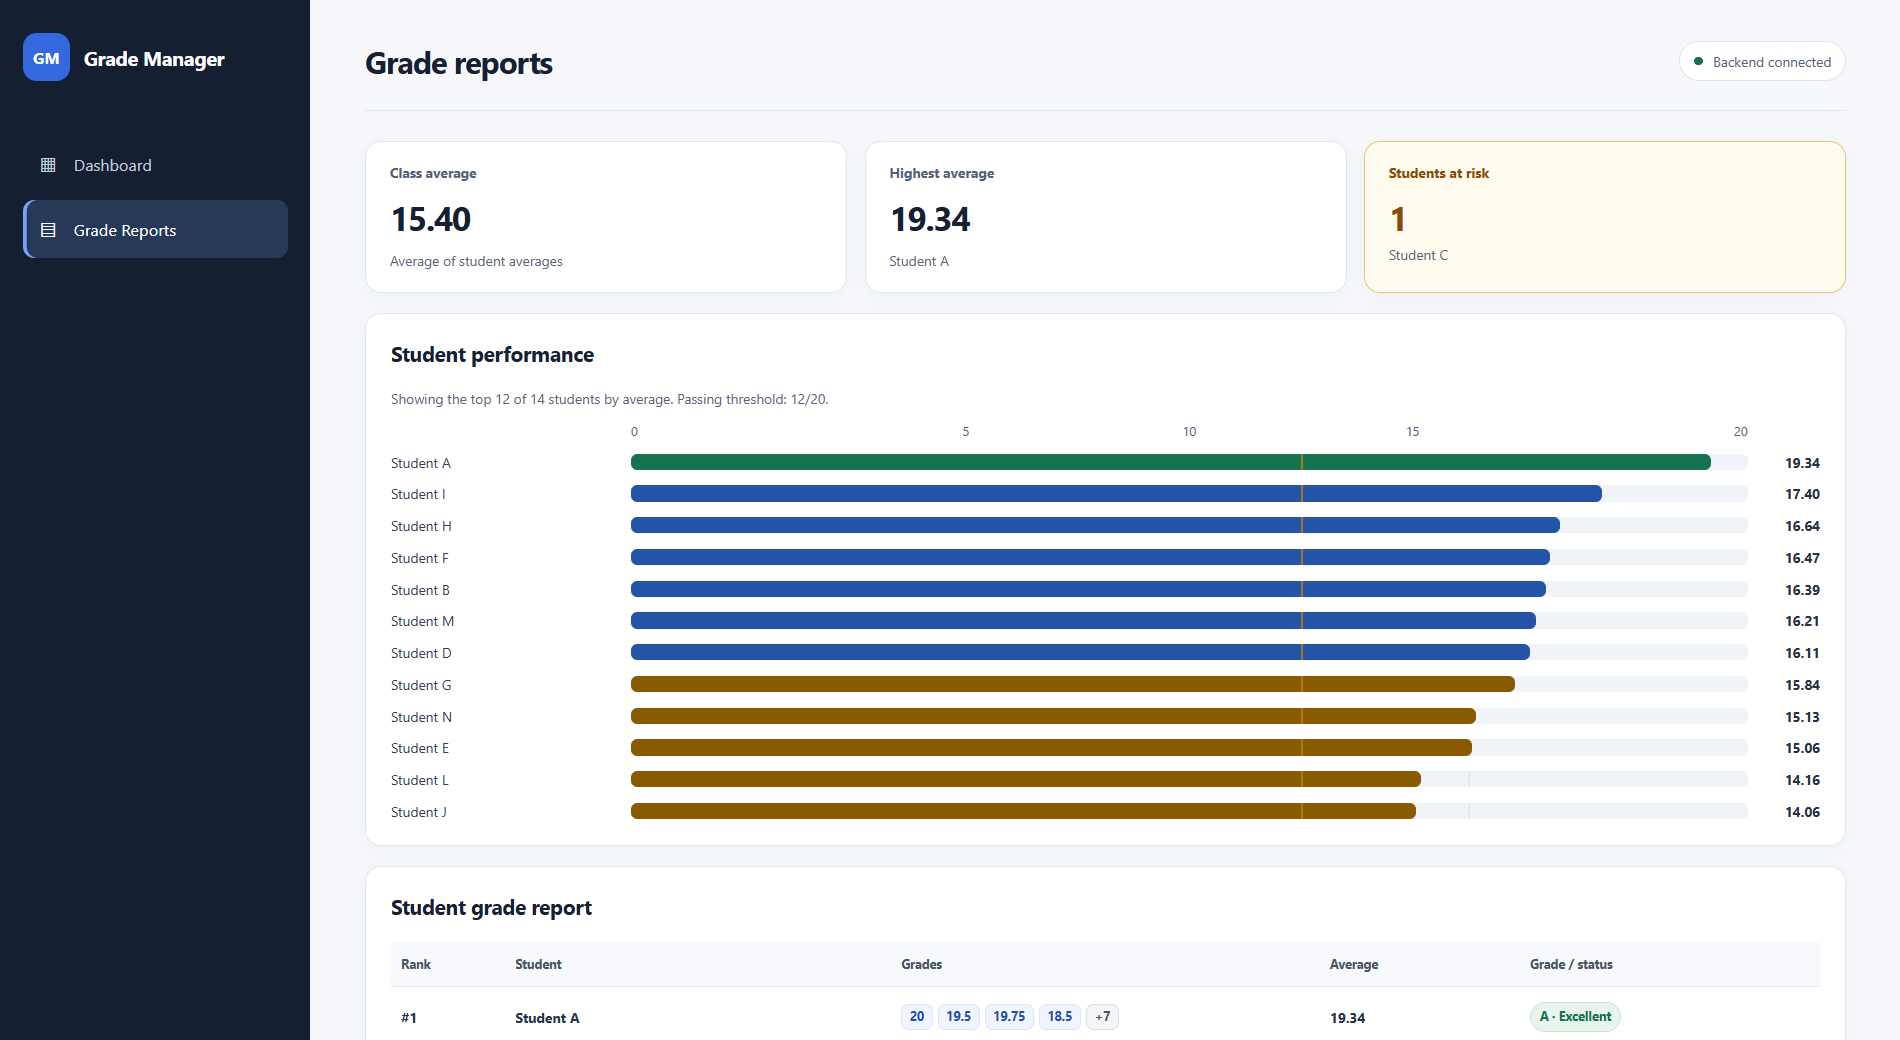 GM Grade Manager
Dashboard
Grade Reports
Grade reports
Backend connected
Class average
15.40
Average of student averages
Highest average
19.34
Student A
Students at risk
1
Student C
Student performance
Showing the top 12 of 14 students by average. Passing threshold: 12/20.
0 5 10 15 20
Student A 19.34
Student I 17.40
Student H 16.64
Student F 16.47
Student B 16.39
Student M 16.21
Student D 16.11
Student G 15.84
Student N 15.13
Student E 15.06
Student L 14.16
Student J 14.06
Student grade report
Rank Student Grades Average Grade / status
#1 Student A 20 19.5 19.75 18.5 +7 19.34 A · Excellent